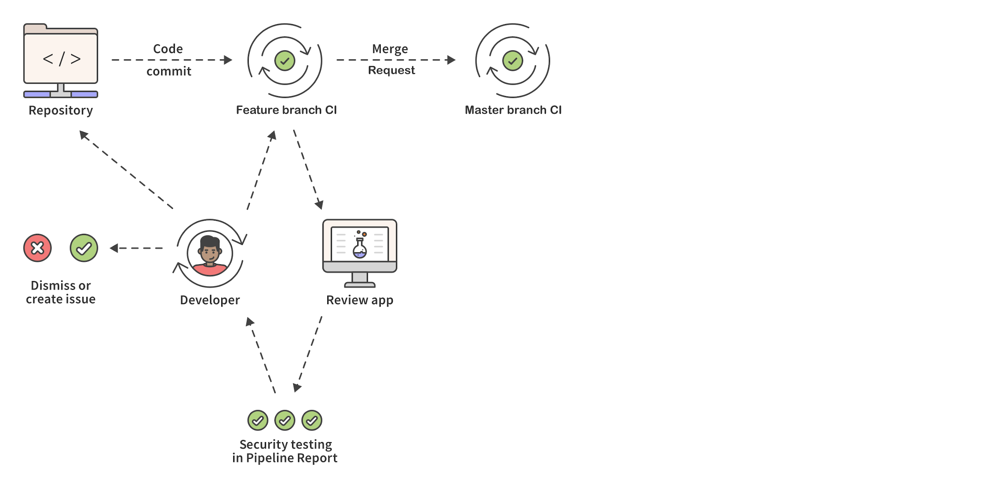 </>
Code
commit
Merge
Request
Repository
Feature branch CI
Master branch CI
Dismiss or
create issue
Developer
Review app
Security testing
in Pipeline Report